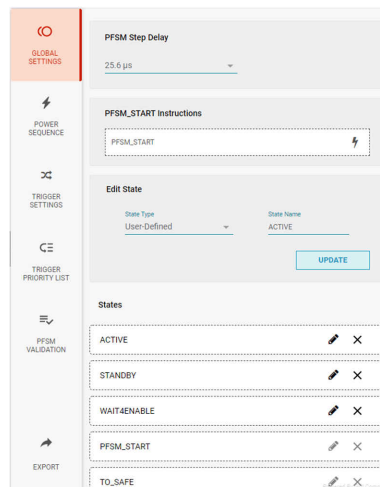 GLOBAL
SETTINGS
POWER
SEQUENCE
TRIGGER
SETTINGS
TRIGGER
PRIORITY LIST
PFSM
VALIDATION
EXPORT
PFSM Step Delay
25.6 µs
PFSM_START Instructions
PFSM_START
Edit State
State Type
State Name
User-Defined
ACTIVE
UPDATE
States
ACTIVE
STANDBY
WAIT4ENABLE
PFSM_START
TO_SAFE